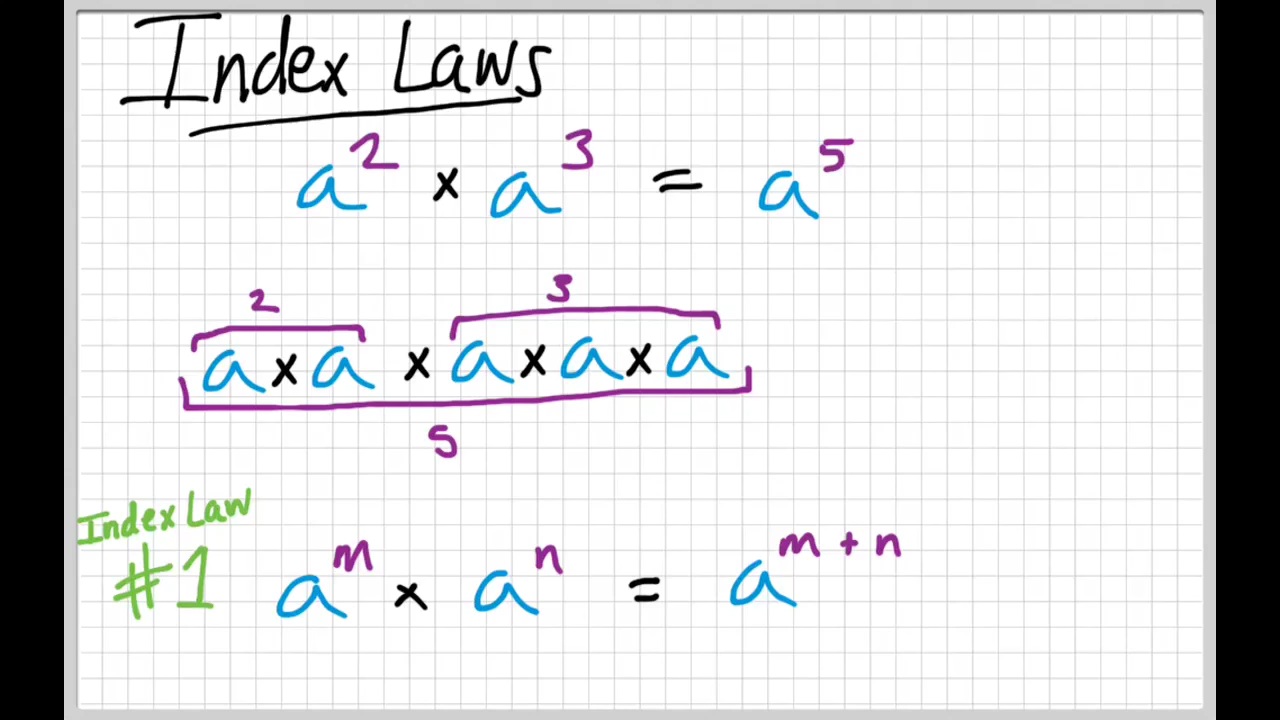 Index Laws
a² × a³ = a⁵
2 3
a × a × a × a × a
5
Index Law
#1 aᵐ × aⁿ = aᵐ⁺ⁿ